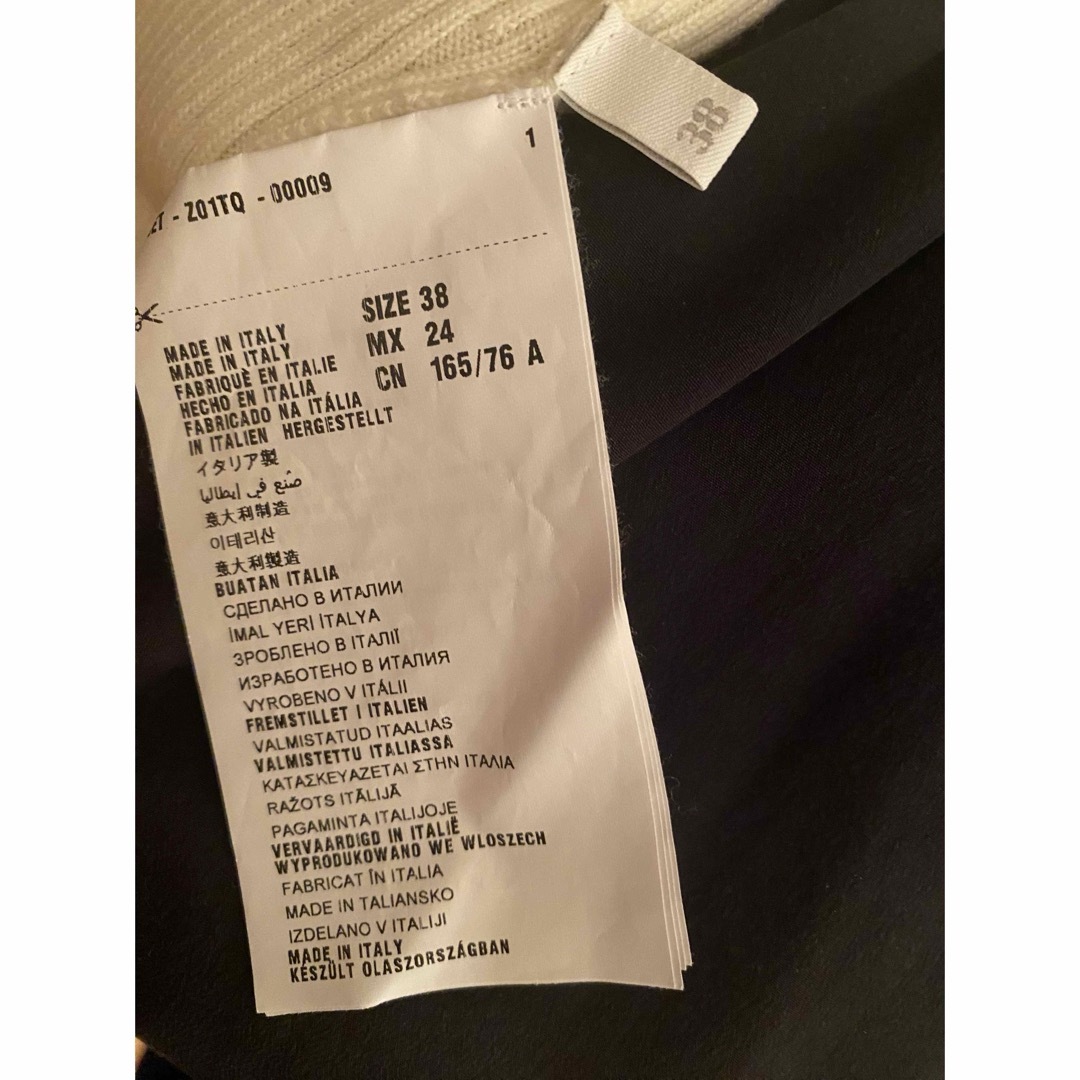 38
1
- Z01TQ - 00009
SIZE 38
MX 24
CN 165/76 A
MADE IN ITALY
MADE IN ITALY
FABRIQUÈ EN ITALIE
HECHO EN ITALIA
FABRICADO NA ITÁLIA
IN ITALIEN HERGESTELLT
イタリア製
صنع في إيطاليا
意大利制造
이테리산
意大利製造
BUATAN ITALIA
СДЕЛАНО В ИТАЛИИ
İMAL YERİ İTALYA
ЗРОБЛЕНО В ІТАЛІЇ
ИЗРАБОТЕНО В ИТАЛИЯ
VYROBENO V ITÁLII
FREMSTILLET I ITALIEN
VALMISTATUD ITAALIAS
VALMISTETTU ITALIASSA
ΚΑΤΑΣΚΕΥΑΖΕΤΑΙ ΣΤΗΝ ΙΤΑΛΙΑ
RAŽOTS ITĀLIJĀ
PAGAMINTA ITALIJOJE
VERVAARDIGD IN ITALIË
WYPRODUKOWANO WE WLOSZECH
FABRICAT ÎN ITALIA
MADE IN TALIANSKO
IZDELANO V ITALIJI
MADE IN ITALY
KÉSZÜLT OLASZORSZÁGBAN